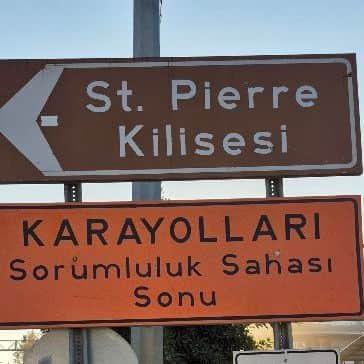 St. Pierre
Kilisesi
KARAYOLLARI
Sorumluluk Sahası
Sonu